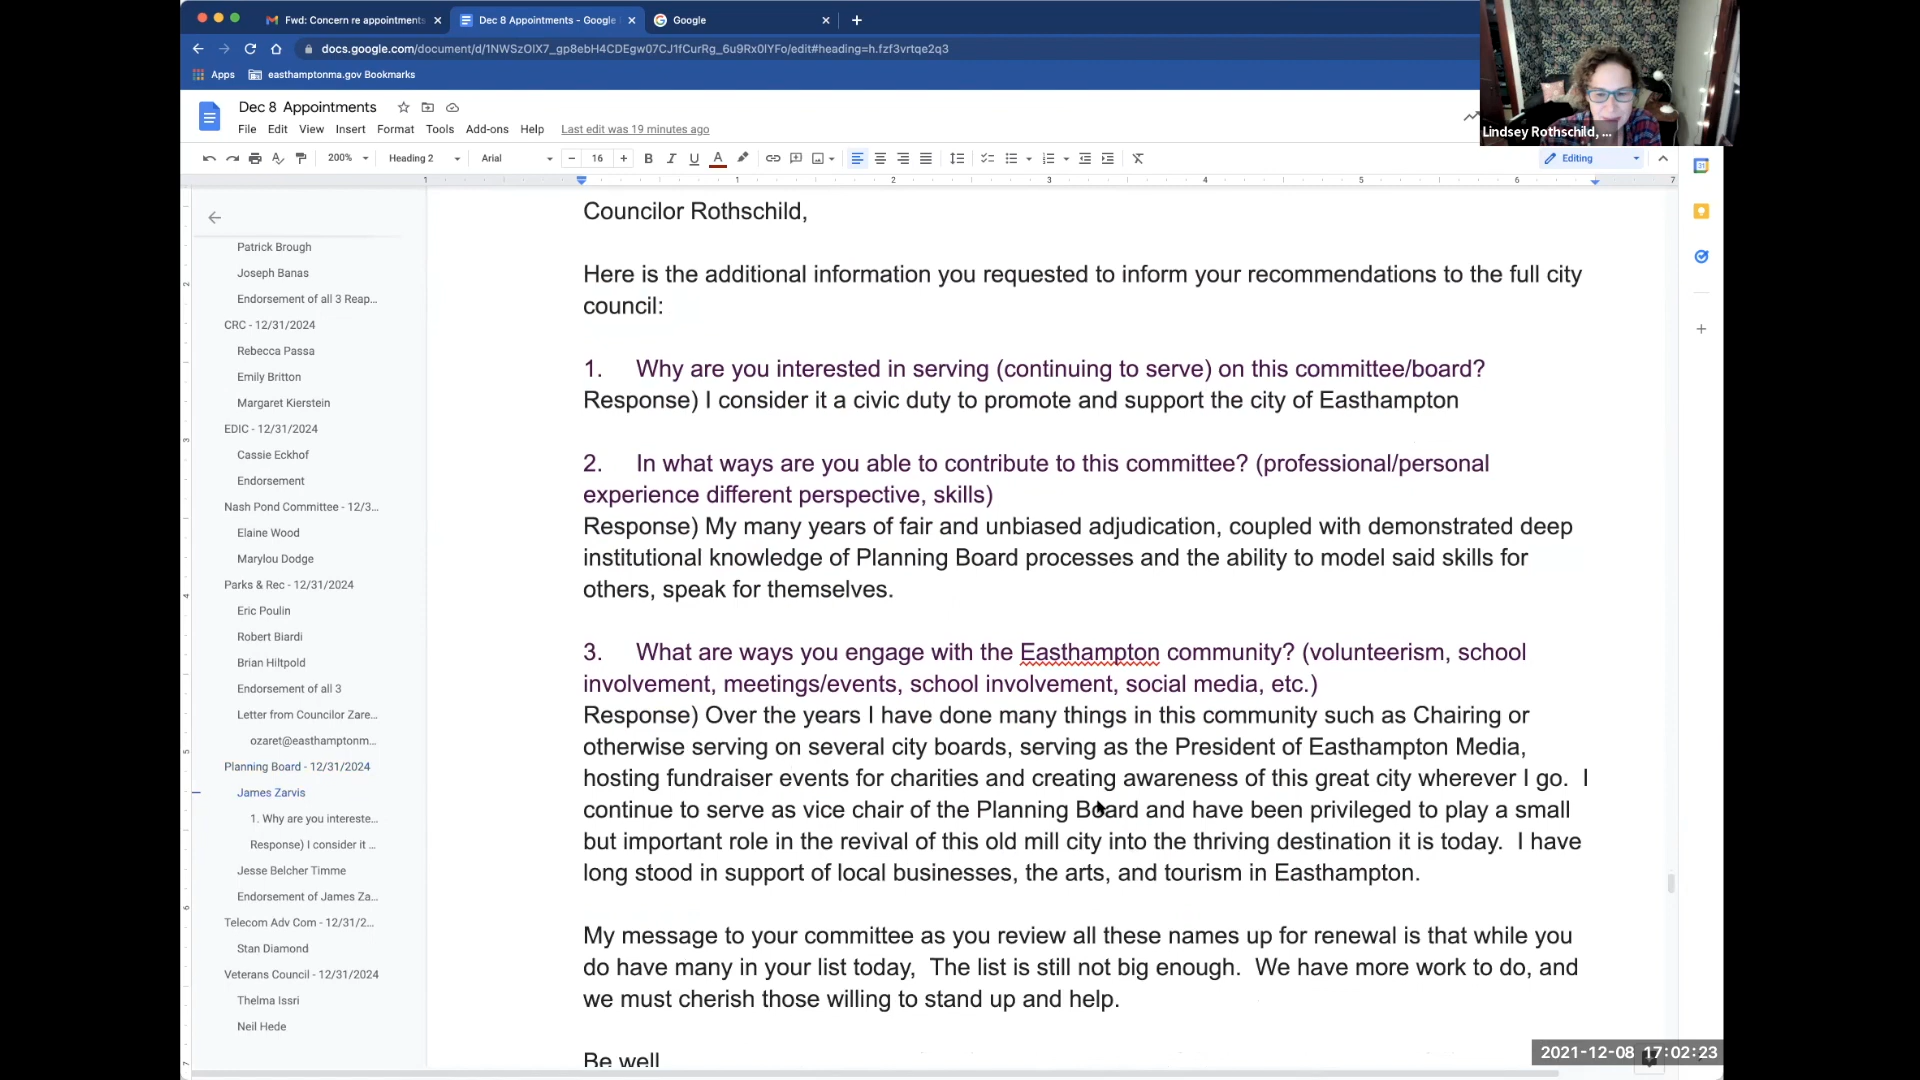 Fwd: Concern re appointments
Dec 8 Appointments - Google
Google
docs.google.com/document/d/1NWSzOIX7_gp8ebH4CDEgw07CJ1fCurRg_6u9Rx0IYFo/edit#heading=h.fzf3vrtqe2q3
Apps
easthamptonma.gov Bookmarks
Dec 8 Appointments
File Edit View Insert Format Tools Add-ons Help Last edit was 19 minutes ago
200% Heading 2 Arial 16 Editing
Lindsey Rothschild, ...
Patrick Brough
Joseph Banas
Endorsement of all 3 Reap...
CRC - 12/31/2024
Rebecca Passa
Emily Britton
Margaret Kierstein
EDIC - 12/31/2024
Cassie Eckhof
Endorsement
Nash Pond Committee - 12/3...
Elaine Wood
Marylou Dodge
Parks & Rec - 12/31/2024
Eric Poulin
Robert Biardi
Brian Hiltpold
Endorsement of all 3
Letter from Councilor Zare...
ozaret@easthamptonm...
Planning Board - 12/31/2024
James Zarvis
1. Why are you intereste...
Response) I consider it ...
Jesse Belcher Timme
Endorsement of James Za...
Telecom Adv Com - 12/31/2...
Stan Diamond
Veterans Council - 12/31/2024
Thelma Issri
Neil Hede
Councilor Rothschild,
Here is the additional information you requested to inform your recommendations to the full city
council:
1. Why are you interested in serving (continuing to serve) on this committee/board?
Response) I consider it a civic duty to promote and support the city of Easthampton
2. In what ways are you able to contribute to this committee? (professional/personal
experience different perspective, skills)
Response) My many years of fair and unbiased adjudication, coupled with demonstrated deep
institutional knowledge of Planning Board processes and the ability to model said skills for
others, speak for themselves.
3. What are ways you engage with the Easthampton community? (volunteerism, school
involvement, meetings/events, school involvement, social media, etc.)
Response) Over the years I have done many things in this community such as Chairing or
otherwise serving on several city boards, serving as the President of Easthampton Media,
hosting fundraiser events for charities and creating awareness of this great city wherever I go. I
continue to serve as vice chair of the Planning Board and have been privileged to play a small
but important role in the revival of this old mill city into the thriving destination it is today. I have
long stood in support of local businesses, the arts, and tourism in Easthampton.
My message to your committee as you review all these names up for renewal is that while you
do have many in your list today, The list is still not big enough. We have more work to do, and
we must cherish those willing to stand up and help.
Be well
2021-12-08 17:02:23